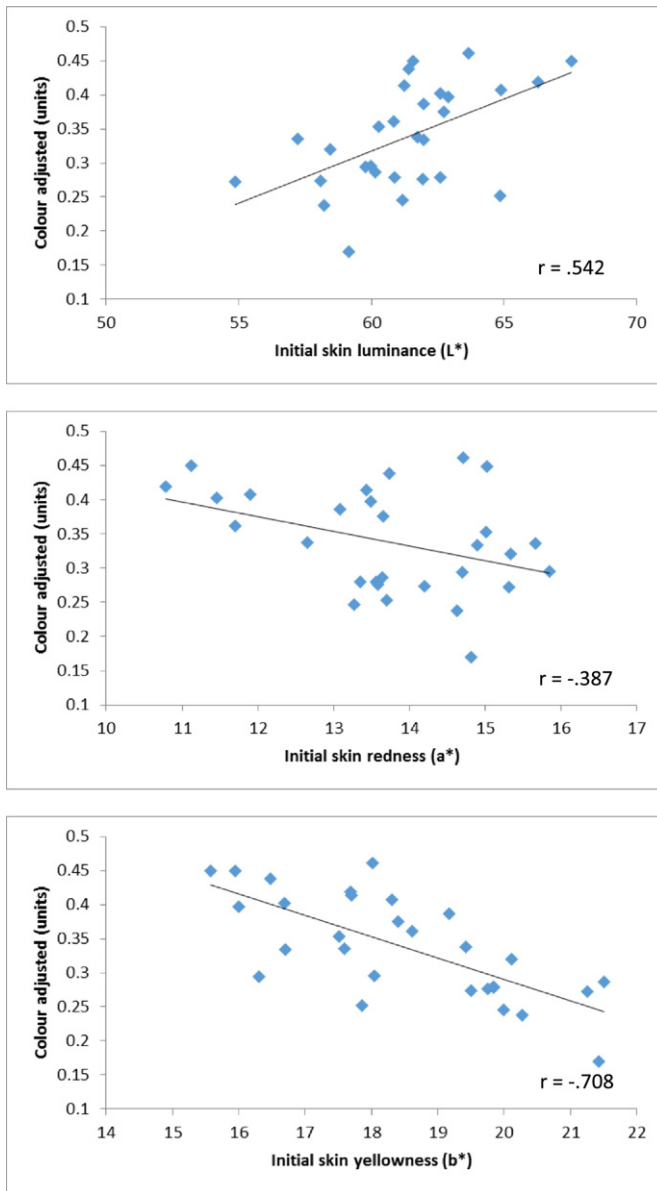 0.5
0.45
0.4
0.35
0.3
0.25
0.2
0.15
0.1
Colour adjusted (units)
r = .542
50 55 60 65 70
Initial skin luminance (L*)
0.5
0.45
0.4
0.35
0.3
0.25
0.2
0.15
0.1
Colour adjusted (units)
r = -.387
10 11 12 13 14 15 16 17
Initial skin redness (a*)
0.5
0.45
0.4
0.35
0.3
0.25
0.2
0.15
0.1
Colour adjusted (units)
r = -.708
14 15 16 17 18 19 20 21 22
Initial skin yellowness (b*)